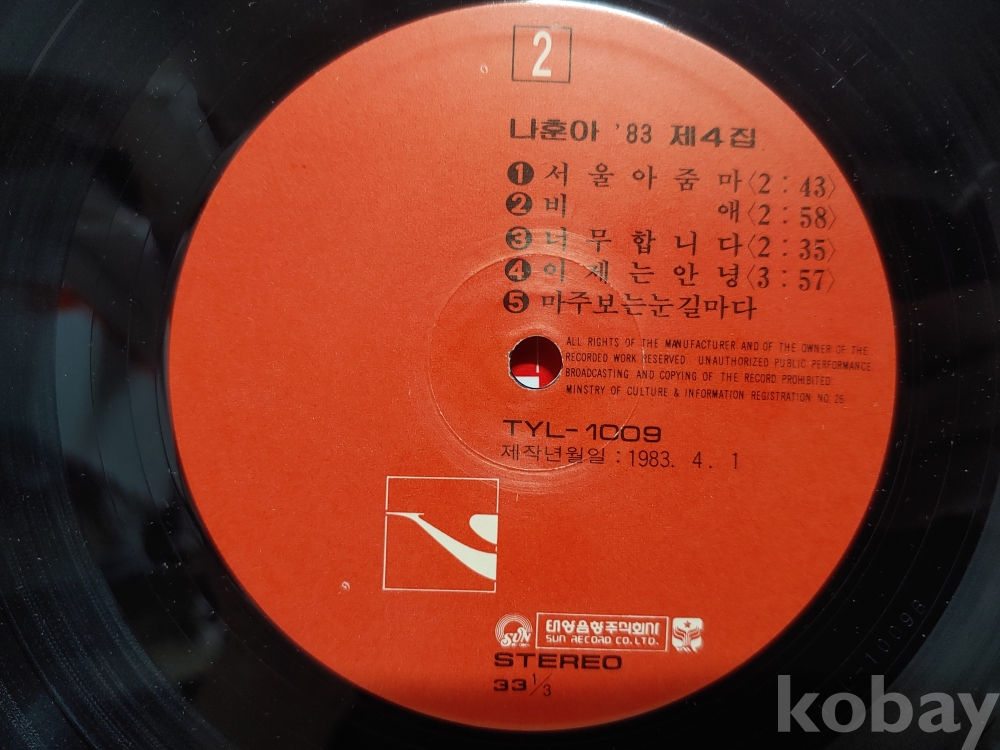 2
나훈아 '83 제4집
❶ 서울아줌마〈2 : 43〉
❷ 비 애〈2 : 58〉
❸ 너무합니다〈2 : 35〉
❹ 이제는안녕〈3 : 57〉
❺ 마주보는눈길마다
ALL RIGHTS OF THE MANUFACTURER AND OF THE OWNER OF THE
RECORDED WORK RESERVED. UNAUTHORIZED PUBLIC PERFORMANCE
BROADCASTING AND COPYING OF THE RECORD PROHIBITED.
MINSTRY OF CULTURE & INFORMATION REGISTRATION NO. 26
TYL-1009
제작년월일 : 1983. 4. 1
SUN
태양음향주식회사
SUN RECORD CO. LTD.
STEREO
33 1/3
kobay